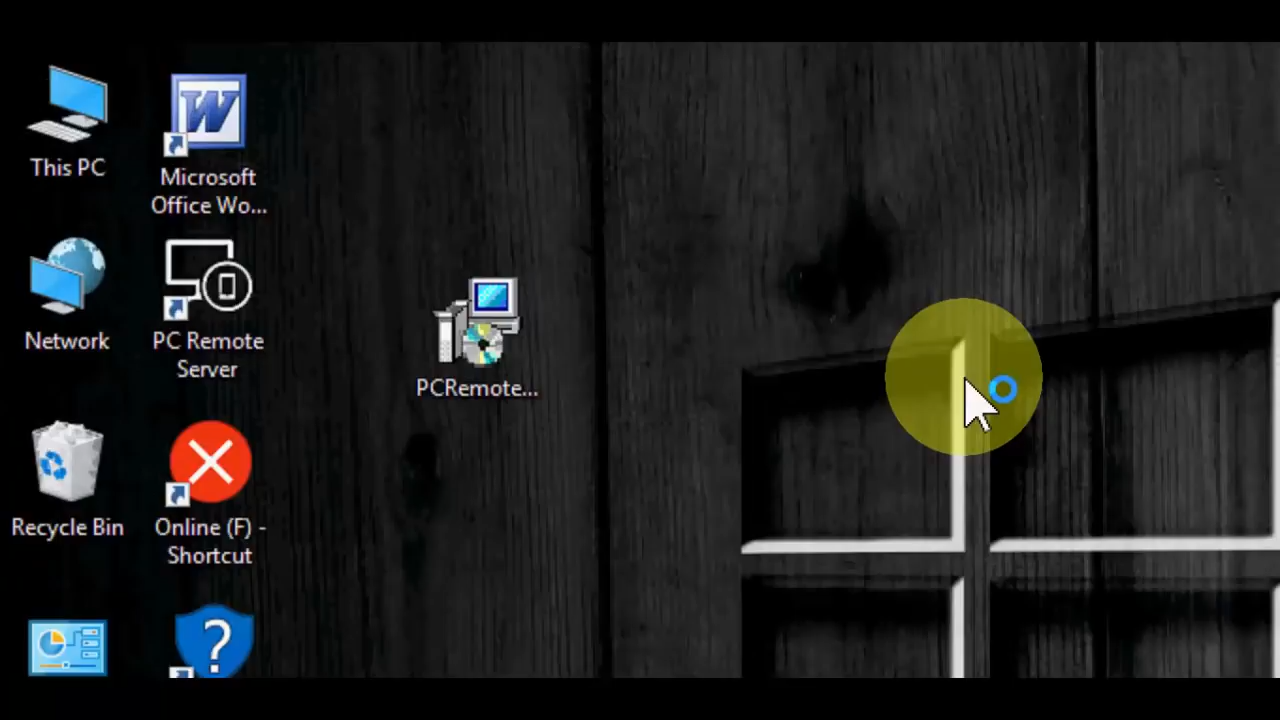 This PC
Microsoft
Office Wo...
Network
PC Remote
Server
PCRemote...
Recycle Bin
Online (F) -
Shortcut